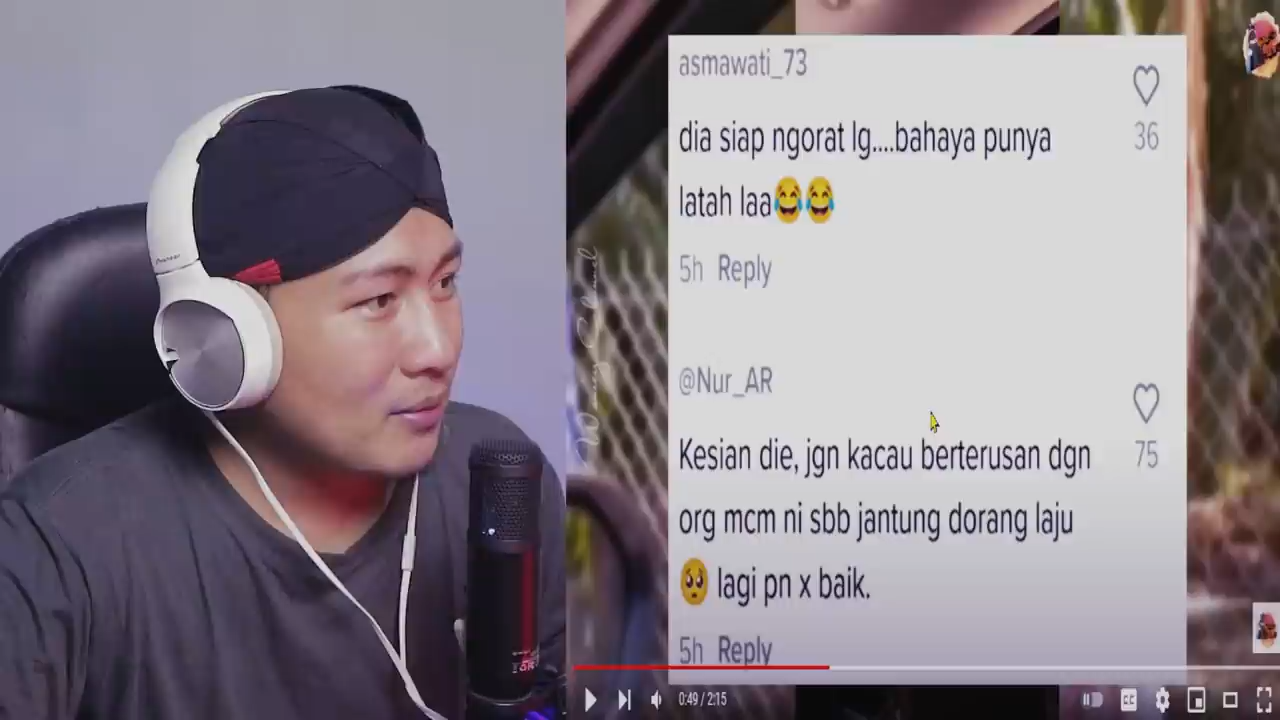 asmawati_73
dia siap ngorat lg....bahaya punya
latah laa😂😂
36
5h Reply
@Nur_AR
Kesian die, jgn kacau berterusan dgn
org mcm ni sbb jantung dorang laju
🥺 lagi pn x baik.
75
5h Reply
0:49 / 2:15
Pioneer